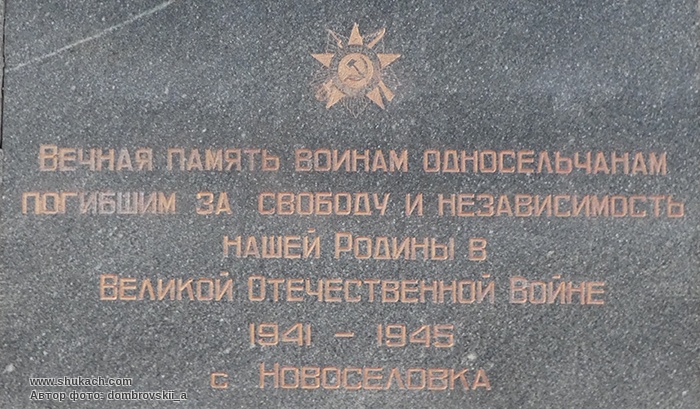 Вечная память воинам односельчанам
погибшим за свободу и независимость
нашей Родины в
Великой Отечественной Войне
1941 - 1945
с Новоселовка
www.shukach.com
Автор фото: dombrovskii_a